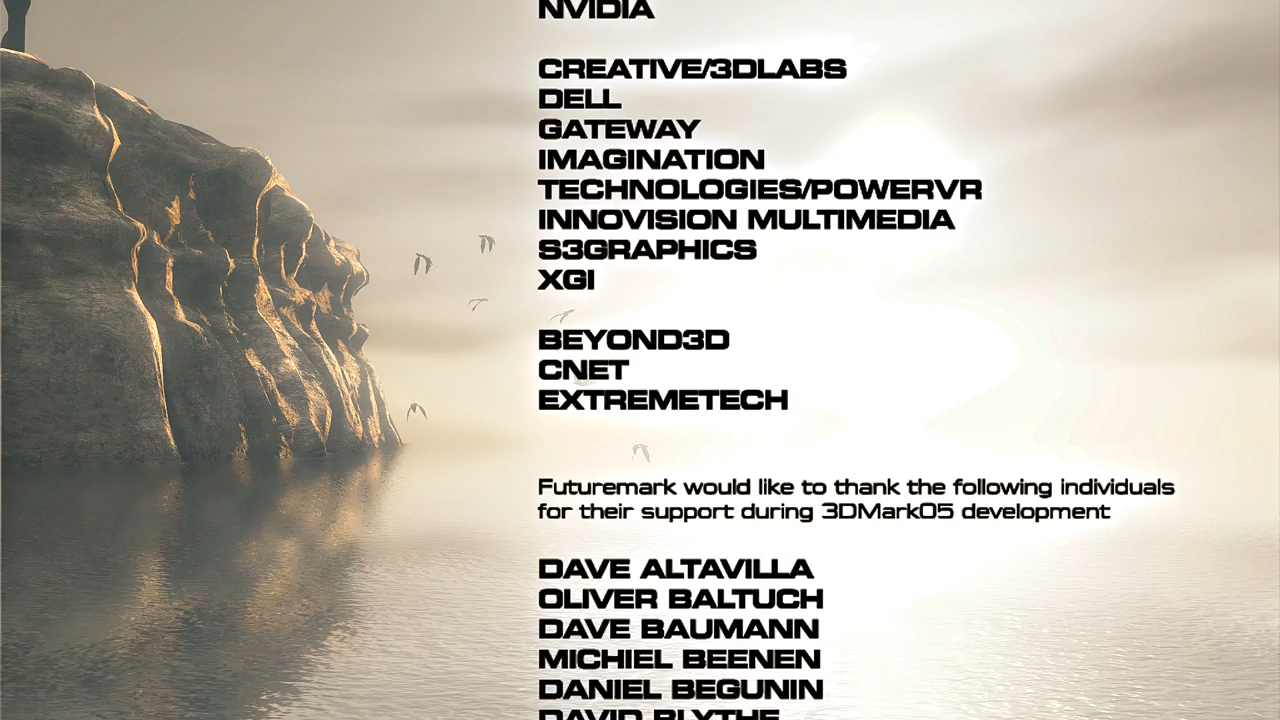 NVIDIA
CREATIVE/3DLABS
DELL
GATEWAY
IMAGINATION
TECHNOLOGIES/POWERVR
INNOVISION MULTIMEDIA
S3GRAPHICS
XGI
BEYOND3D
CNET
EXTREMETECH
Futuremark would like to thank the following individuals
for their support during 3DMark05 development
DAVE ALTAVILLA
OLIVER BALTUCH
DAVE BAUMANN
MICHIEL BEENEN
DANIEL BEGUNIN
DAVID BLYTHE